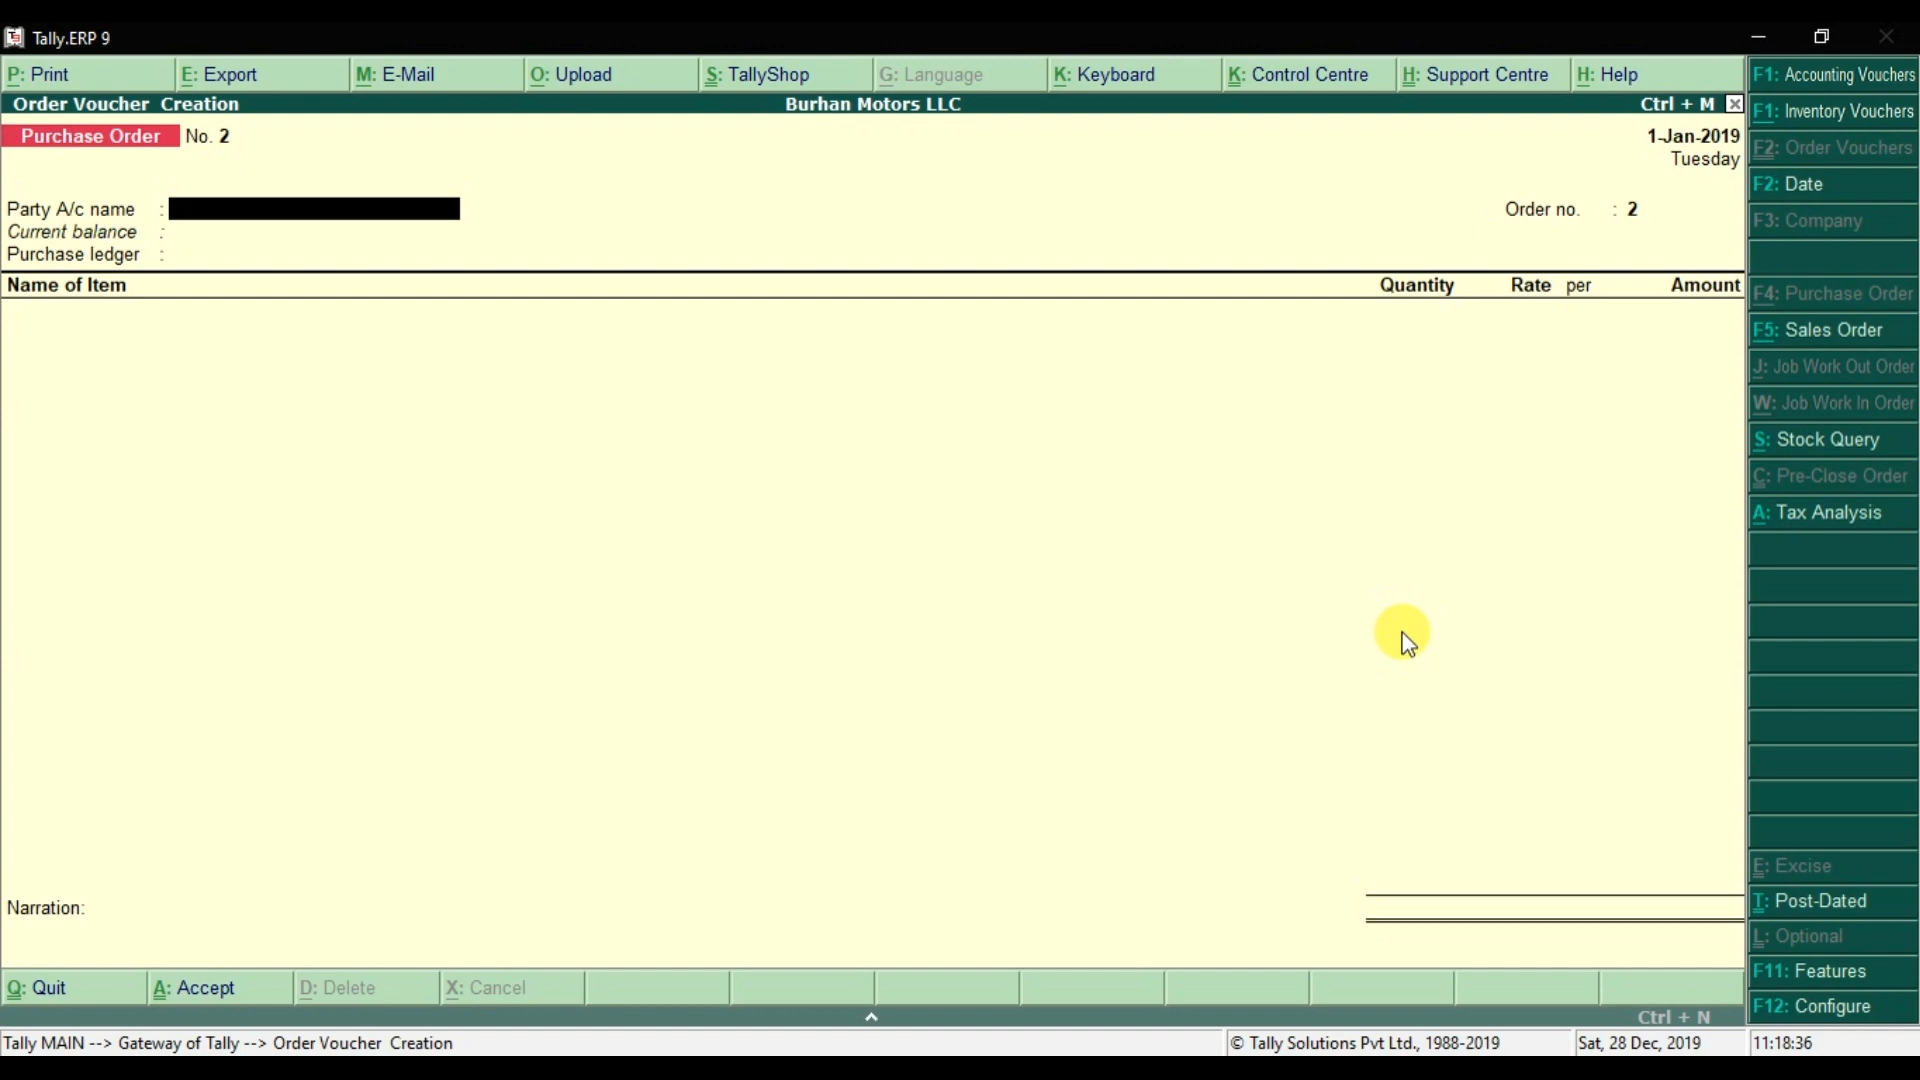 Tally.ERP 9
P: Print E: Export M: E-Mail O: Upload S: TallyShop G: Language K: Keyboard K: Control Centre H: Support Centre H: Help
Order Voucher Creation Burhan Motors LLC Ctrl + M
Purchase Order No. 2 1-Jan-2019
Tuesday
Party A/c name : Order no. : 2
Current balance :
Purchase ledger :
Name of Item Quantity Rate per Amount
Narration:
Q: Quit A: Accept D: Delete X: Cancel
Ctrl + N
F1: Accounting Vouchers
F1: Inventory Vouchers
F2: Order Vouchers
F2: Date
F3: Company
F4: Purchase Order
F5: Sales Order
J: Job Work Out Order
W: Job Work In Order
S: Stock Query
C: Pre-Close Order
A: Tax Analysis
E: Excise
T: Post-Dated
L: Optional
F11: Features
F12: Configure
Tally MAIN --> Gateway of Tally --> Order Voucher Creation © Tally Solutions Pvt Ltd., 1988-2019 Sat, 28 Dec, 2019 11:18:36